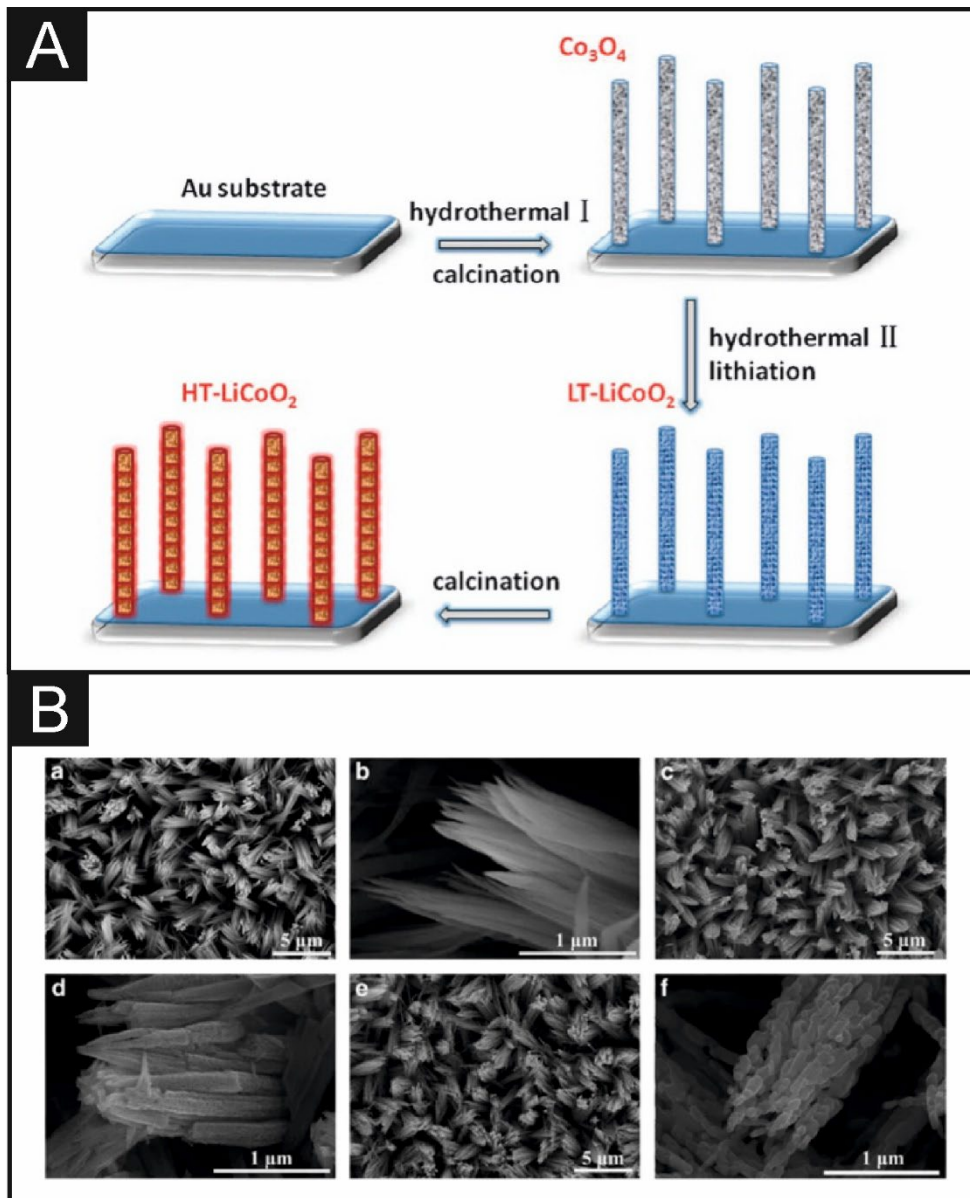 A
Co₃O₄
Au substrate
hydrothermal Ⅰ
calcination
hydrothermal Ⅱ
lithiation
HT-LiCoO₂
LT-LiCoO₂
calcination
B
a
5 μm
b
1 μm
c
5 μm
d
1 μm
e
5 μm
f
1 μm